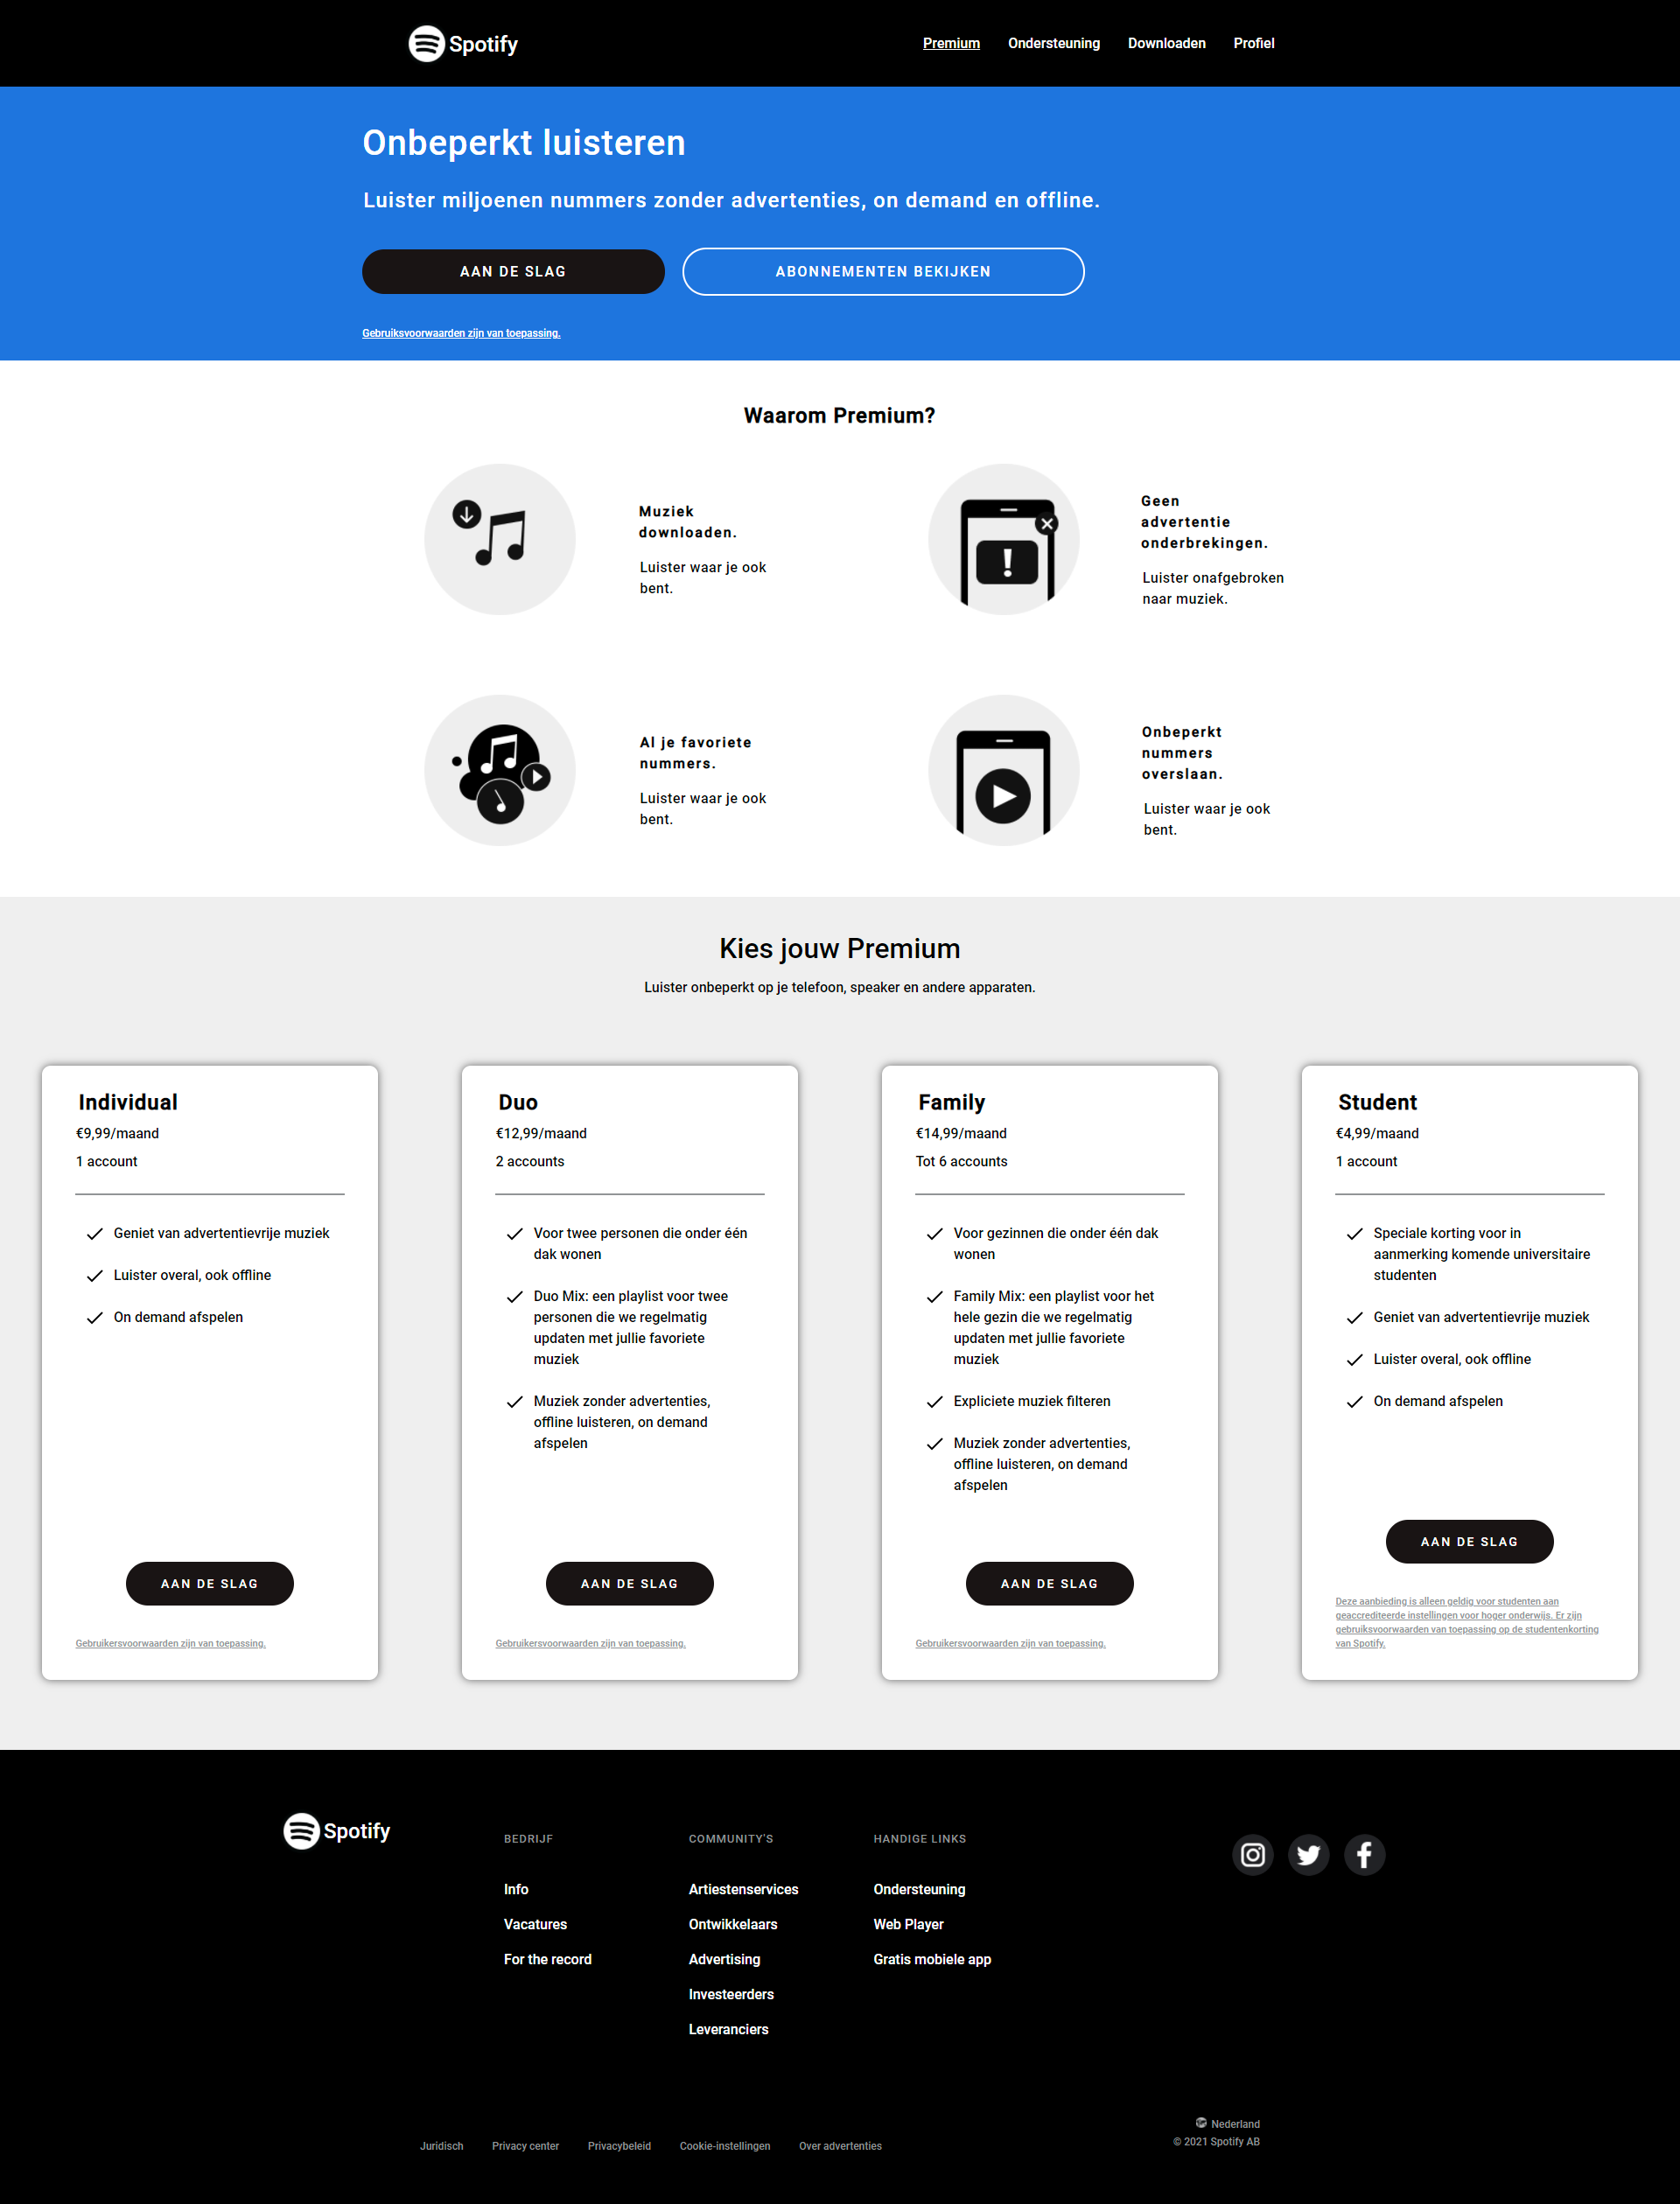 Spotify
Premium
Ondersteuning
Downloaden
Profiel
Onbeperkt luisteren
Luister miljoenen nummers zonder advertenties, on demand en offline.
AAN DE SLAG
ABONNEMENTEN BEKIJKEN
Gebruiksvoorwaarden zijn van toepassing.
Waarom Premium?
Muziek
downloaden.
Luister waar je ook
bent.
Geen
advertentie
onderbrekingen.
Luister onafgebroken
naar muziek.
Al je favoriete
nummers.
Luister waar je ook
bent.
Onbeperkt
nummers
overslaan.
Luister waar je ook
bent.
Kies jouw Premium
Luister onbeperkt op je telefoon, speaker en andere apparaten.
Individual
€9,99/maand
1 account
Geniet van advertentievrije muziek
Luister overal, ook offline
On demand afspelen
AAN DE SLAG
Gebruikersvoorwaarden zijn van toepassing.
Duo
€12,99/maand
2 accounts
Voor twee personen die onder één
dak wonen
Duo Mix: een playlist voor twee
personen die we regelmatig
updaten met jullie favoriete
muziek
Muziek zonder advertenties,
offline luisteren, on demand
afspelen
AAN DE SLAG
Gebruikersvoorwaarden zijn van toepassing.
Family
€14,99/maand
Tot 6 accounts
Voor gezinnen die onder één dak
wonen
Family Mix: een playlist voor het
hele gezin die we regelmatig
updaten met jullie favoriete
muziek
Expliciete muziek filteren
Muziek zonder advertenties,
offline luisteren, on demand
afspelen
AAN DE SLAG
Gebruikersvoorwaarden zijn van toepassing.
Student
€4,99/maand
1 account
Speciale korting voor in
aanmerking komende universitaire
studenten
Geniet van advertentievrije muziek
Luister overal, ook offline
On demand afspelen
AAN DE SLAG
Deze aanbieding is alleen geldig voor studenten aan
geaccrediteerde instellingen voor hoger onderwijs. Er zijn
gebruiksvoorwaarden van toepassing op de studentenkorting
van Spotify.
Spotify
BEDRIJF
Info
Vacatures
For the record
COMMUNITY'S
Artiestenservices
Ontwikkelaars
Advertising
Investeerders
Leveranciers
HANDIGE LINKS
Ondersteuning
Web Player
Gratis mobiele app
Juridisch
Privacy center
Privacybeleid
Cookie-instellingen
Over advertenties
Nederland
© 2021 Spotify AB